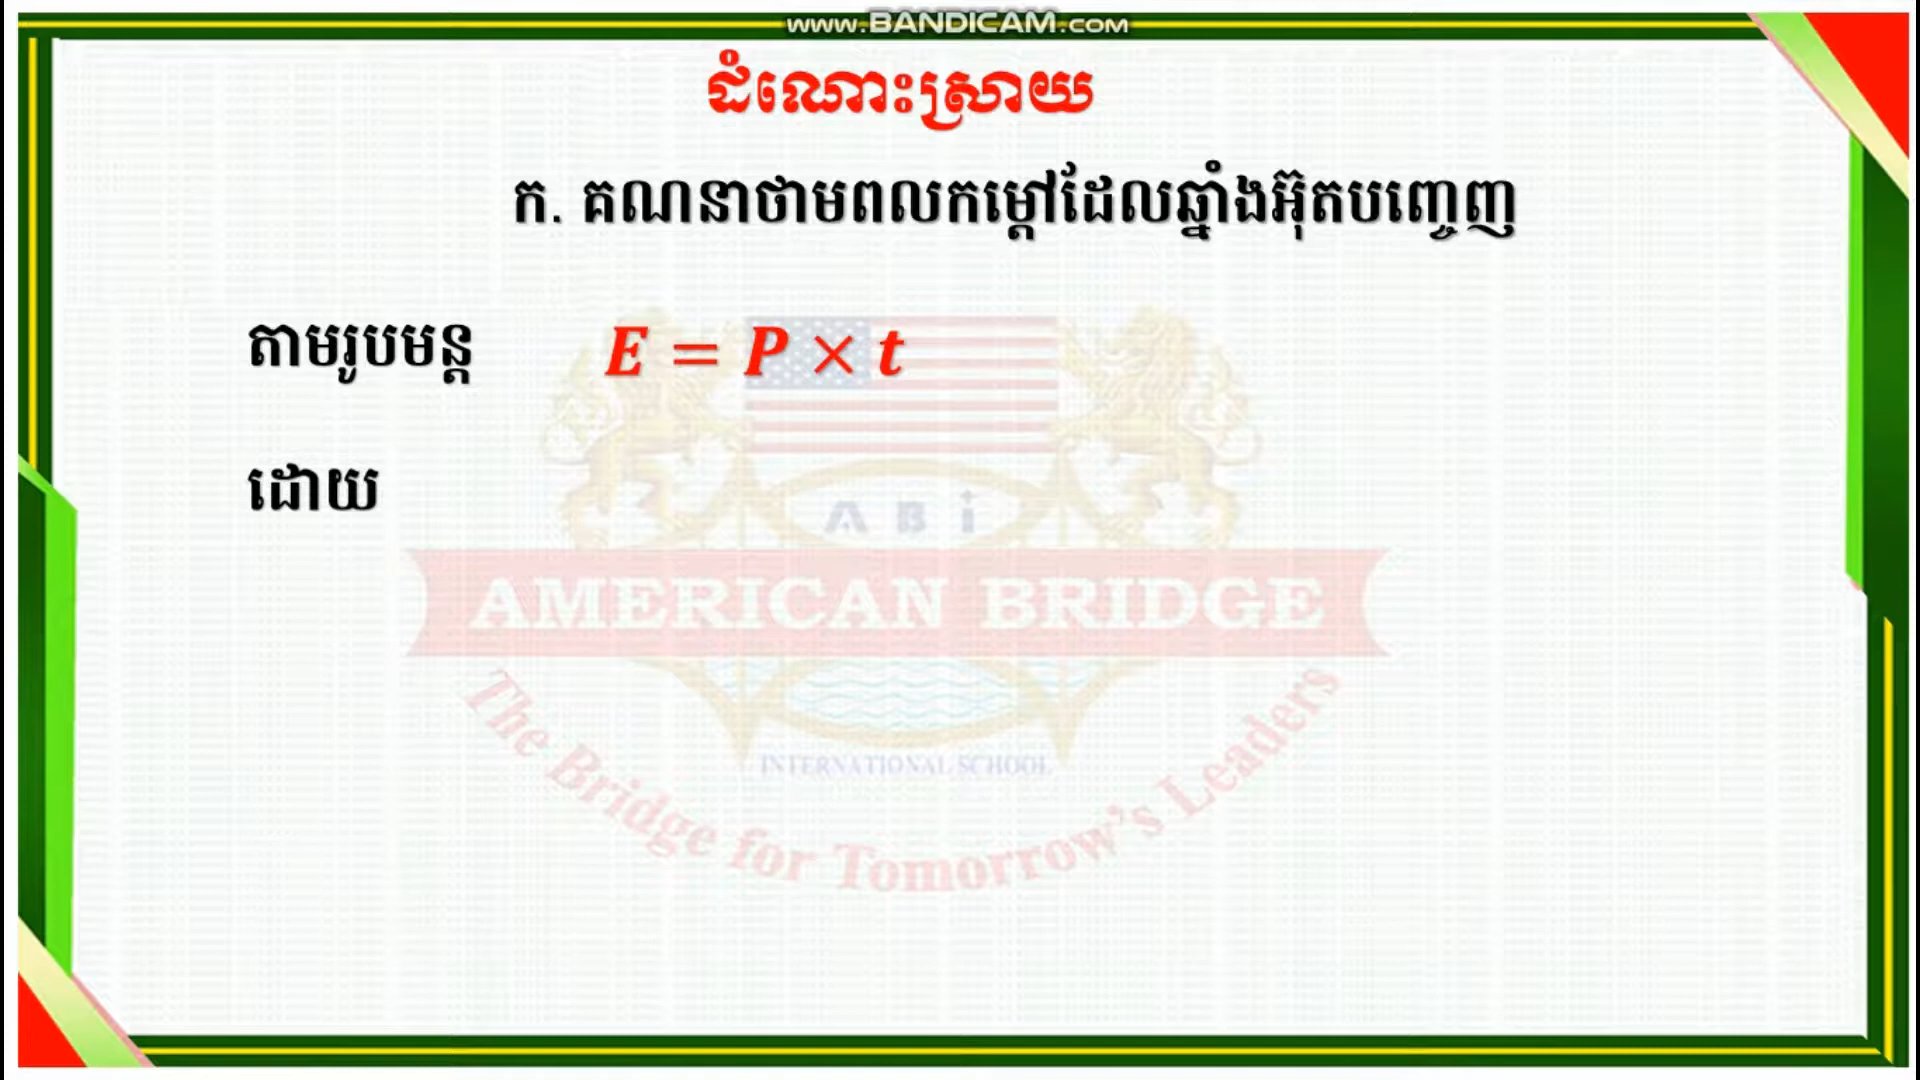 www.BANDICAM.com
ដំណោះស្រាយ
ក. គណនាថាមពលកម្ដៅដែលឆ្នាំងអ៊ុតបញ្ចេញ
តាមរូបមន្ត E = P × t
ដោយ
ABi
AMERICAN BRIDGE
INTERNATIONAL SCHOOL
The Bridge for Tomorrow's Leaders